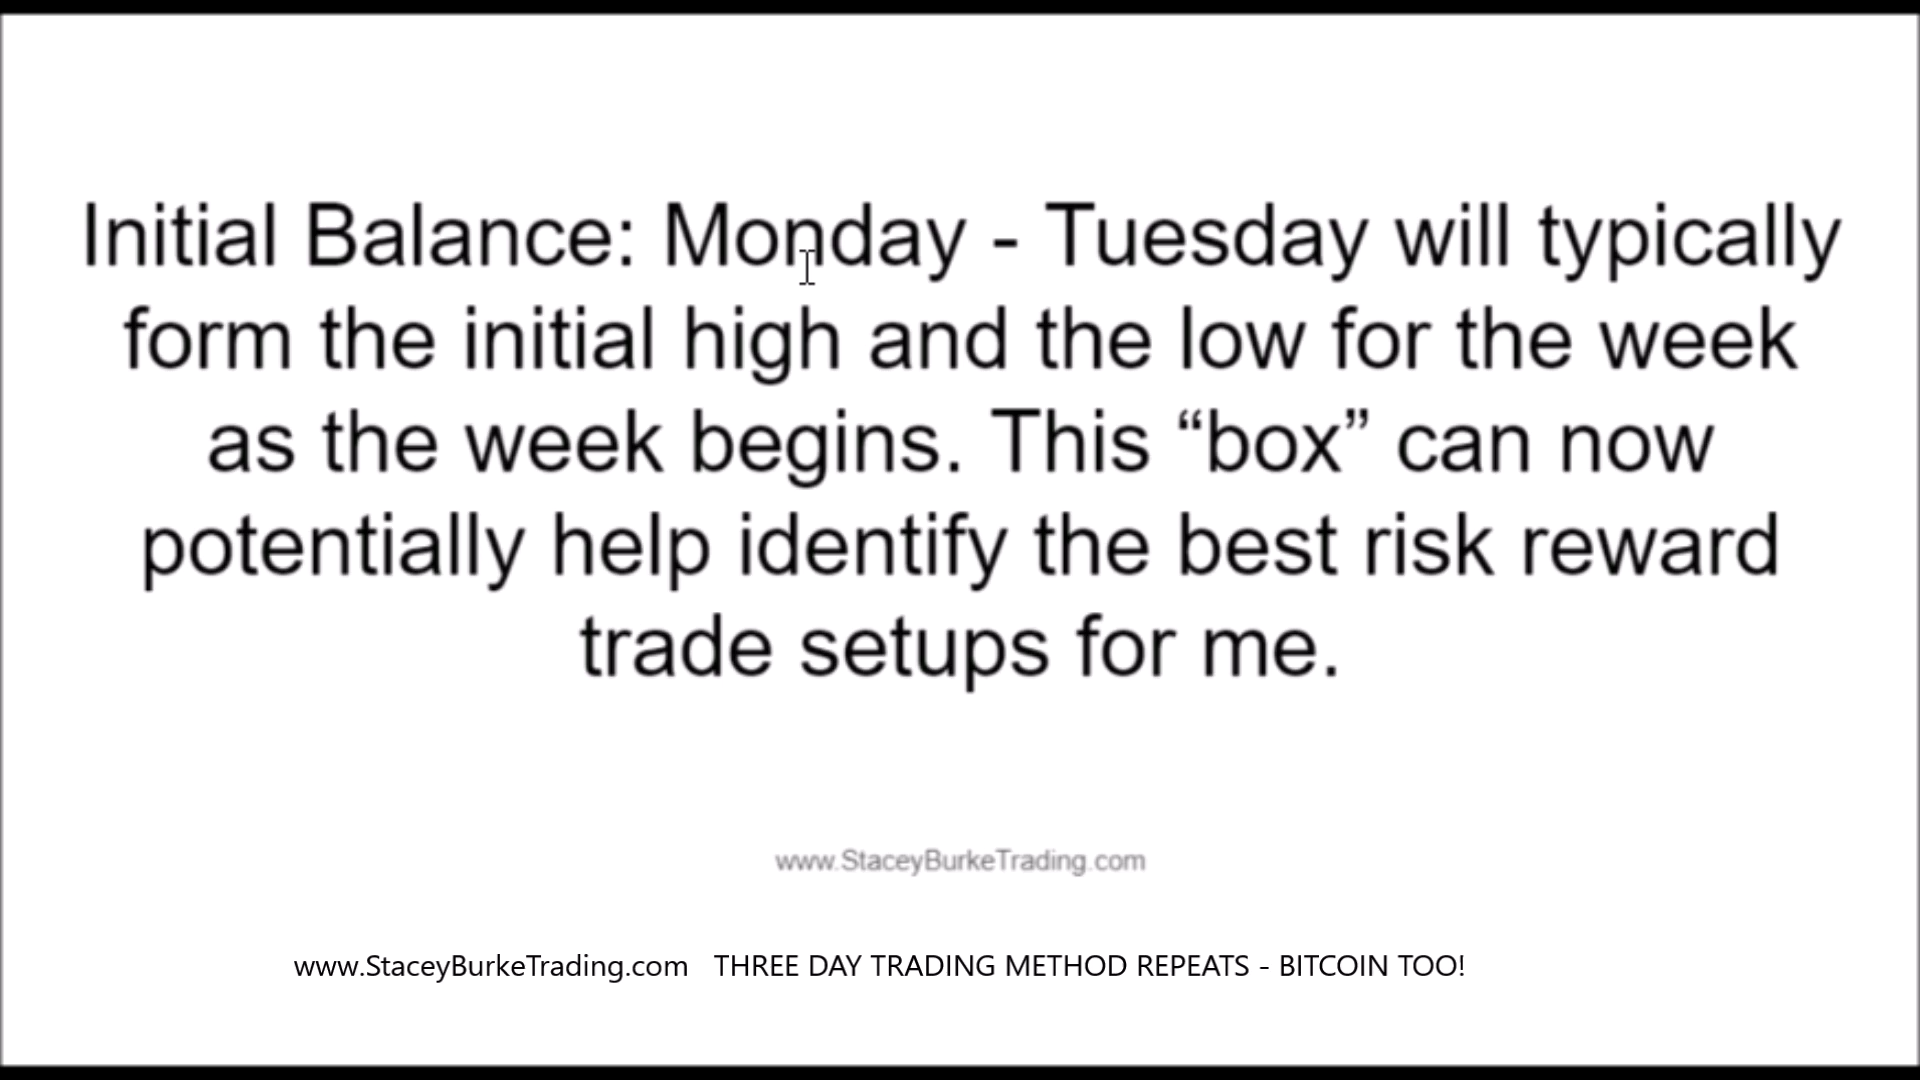 Initial Balance: Monday - Tuesday will typically
form the initial high and the low for the week
as the week begins. This “box” can now
potentially help identify the best risk reward
trade setups for me.
www.StaceyBurkeTrading.com
www.StaceyBurkeTrading.com THREE DAY TRADING METHOD REPEATS - BITCOIN TOO!